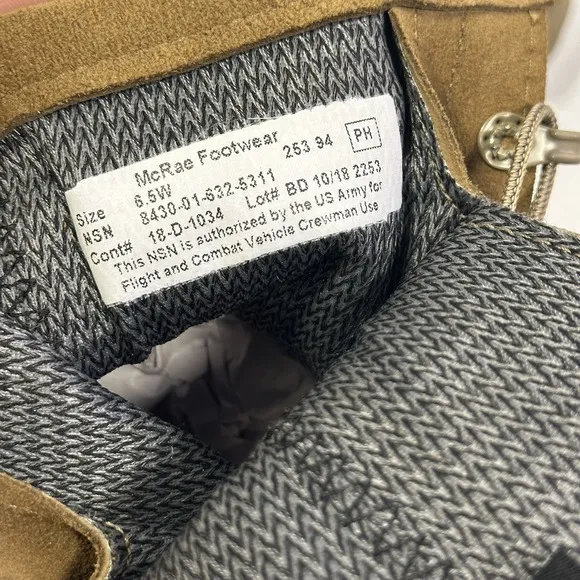 McRae Footwear 253 94 PH
Size 6.5W
NSN 8430-01-632-5311
Cont# 18-D-1034 Lot# BD 10/18 2253
This NSN is authorized by the US Army for
Flight and Combat Vehicle Crewman Use